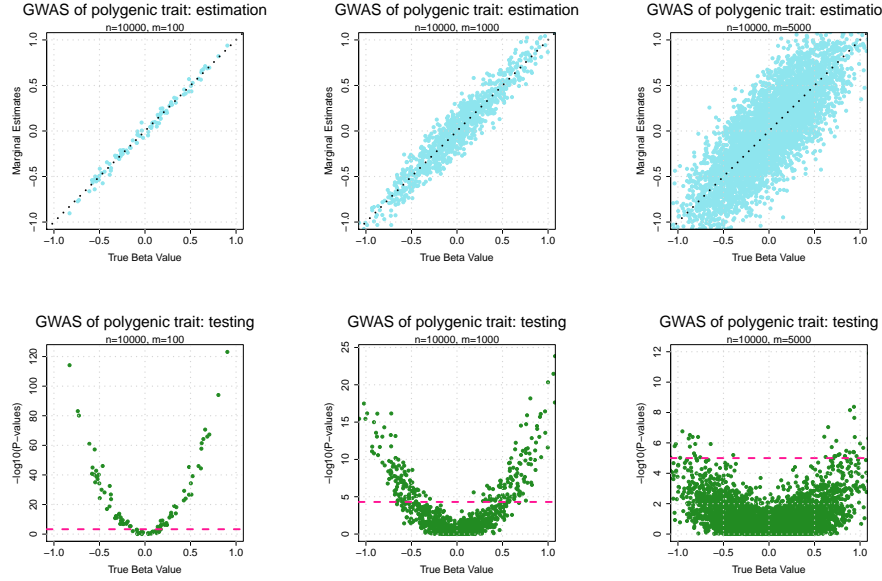 GWAS of polygenic trait: estimation
n=10000, m=100
Marginal Estimates
1.0
0.5
0.0
−0.5
−1.0
−1.0 −0.5 0.0 0.5 1.0
True Beta Value
GWAS of polygenic trait: estimation
n=10000, m=1000
Marginal Estimates
1.0
0.5
0.0
−0.5
−1.0
−1.0 −0.5 0.0 0.5 1.0
True Beta Value
GWAS of polygenic trait: estimatio
n=10000, m=5000
Marginal Estimates
1.0
0.5
0.0
−0.5
−1.0
−1.0 −0.5 0.0 0.5 1.0
True Beta Value
GWAS of polygenic trait: testing
n=10000, m=100
−log10(P−values)
120
100
80
60
40
20
0
−1.0 −0.5 0.0 0.5 1.0
True Beta Value
GWAS of polygenic trait: testing
n=10000, m=1000
−log10(P−values)
25
20
15
10
5
0
−1.0 −0.5 0.0 0.5 1.0
True Beta Value
GWAS of polygenic trait: testing
n=10000, m=5000
−log10(P−values)
12
10
8
6
4
2
0
−1.0 −0.5 0.0 0.5 1.0
True Beta Value